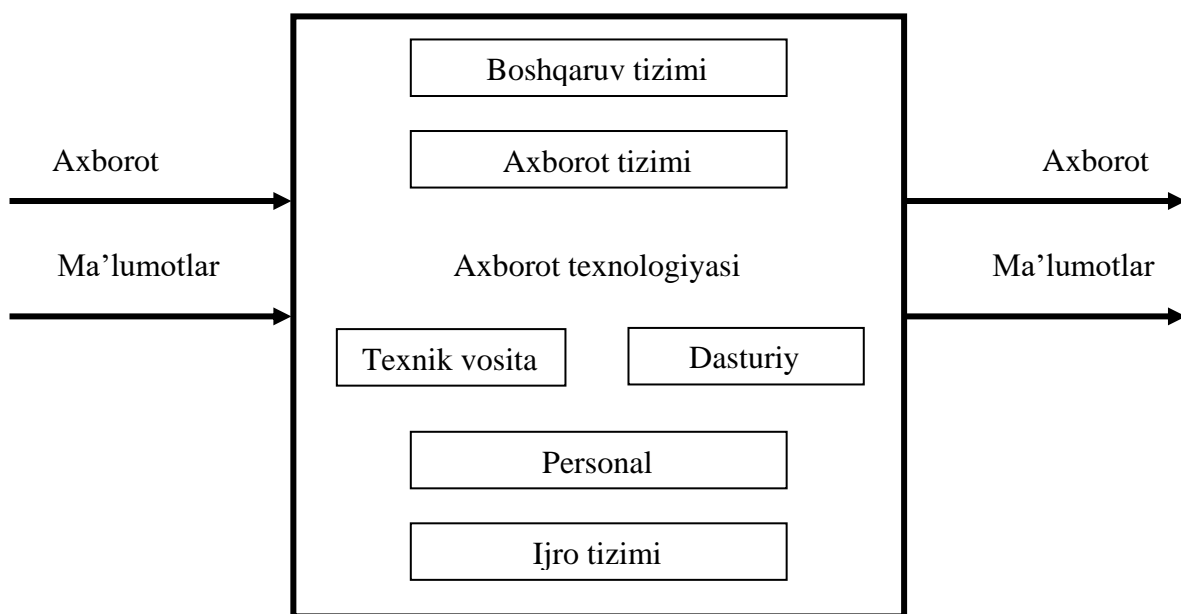 Boshqaruv tizimi
Axborot
Axborot tizimi
Axborot
Ma’lumotlar
Axborot texnologiyasi
Ma’lumotlar
Texnik vosita
Dasturiy
Personal
Ijro tizimi